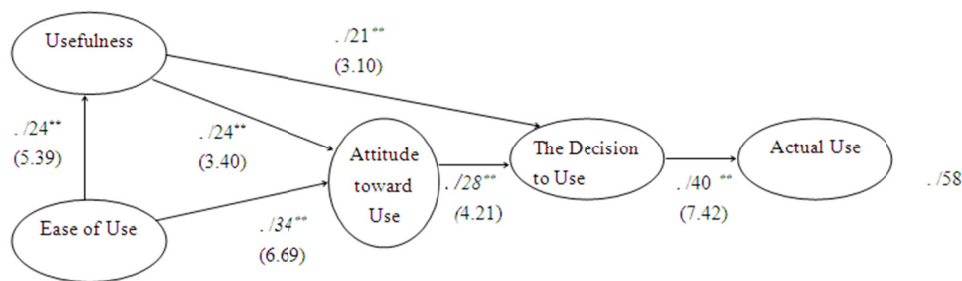 Usefulness
. /21**
(3.10)
. /24**
(5.39)
. /24**
(3.40)
Attitude
toward
Use
The Decision
to Use
Actual Use
. /28**
(4.21)
. /40 **
(7.42)
. /58
Ease of Use
. /34**
(6.69)